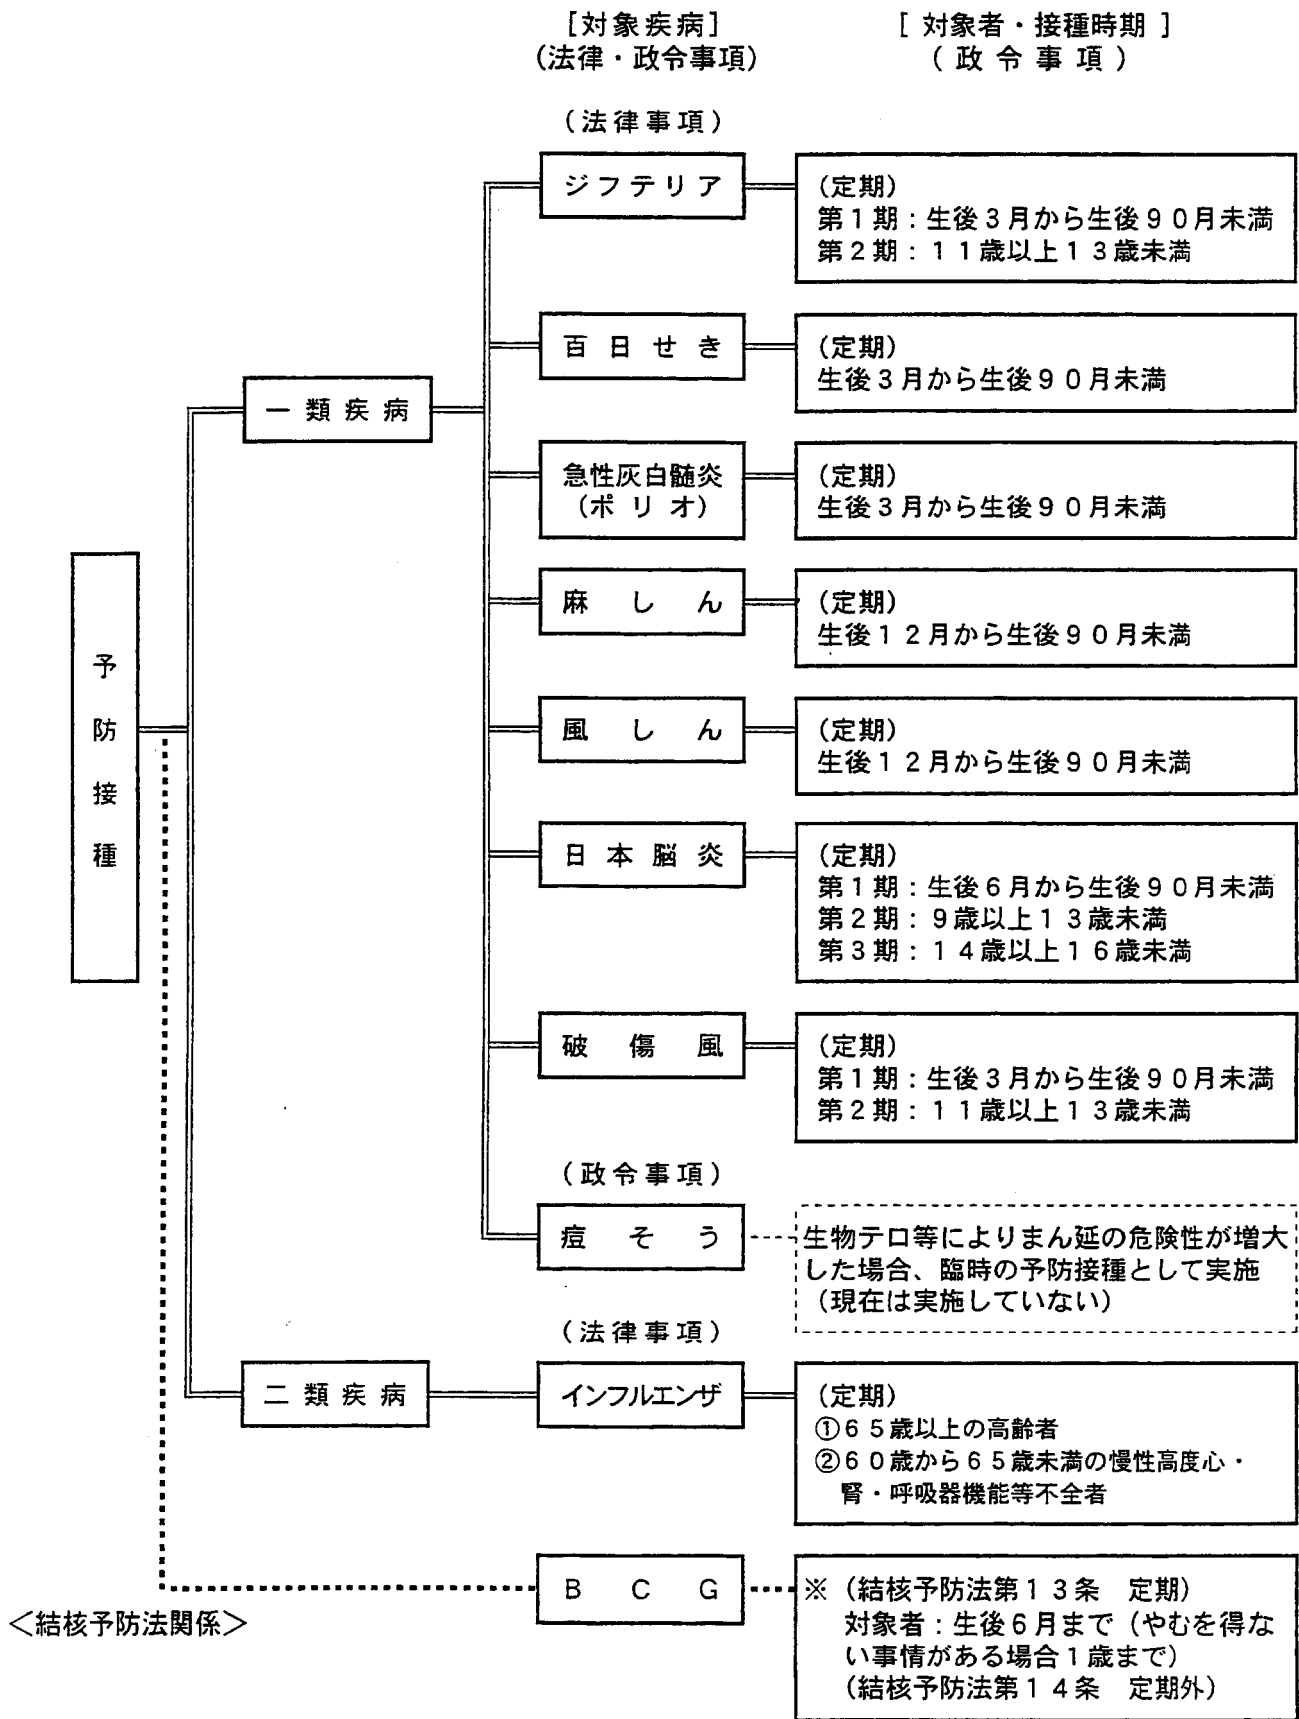 [対象疾病]
(法律・政令事項)
[ 対象者・接種時期 ]
( 政 令 事 項 )
(法律事項)
ジフテリア
(定期)
第1期:生後3月から生後90月未満
第2期:11歳以上13歳未満
百日せき
(定期)
生後3月から生後90月未満
一類疾病
急性灰白髄炎
(ポリオ)
(定期)
生後3月から生後90月未満
麻しん
(定期)
生後12月から生後90月未満
予防接種
風しん
(定期)
生後12月から生後90月未満
日本脳炎
(定期)
第1期:生後6月から生後90月未満
第2期:9歳以上13歳未満
第3期:14歳以上16歳未満
破傷風
(定期)
第1期:生後3月から生後90月未満
第2期:11歳以上13歳未満
(政令事項)
痘そう
生物テロ等によりまん延の危険性が増大
した場合、臨時の予防接種として実施
(現在は実施していない)
(法律事項)
二類疾病
インフルエンザ
(定期)
①65歳以上の高齢者
②60歳から65歳未満の慢性高度心・
腎・呼吸器機能等不全者
<結核予防法関係>
BCG
※(結核予防法第13条 定期)
対象者:生後6月まで(やむを得な
い事情がある場合1歳まで)
(結核予防法第14条 定期外)